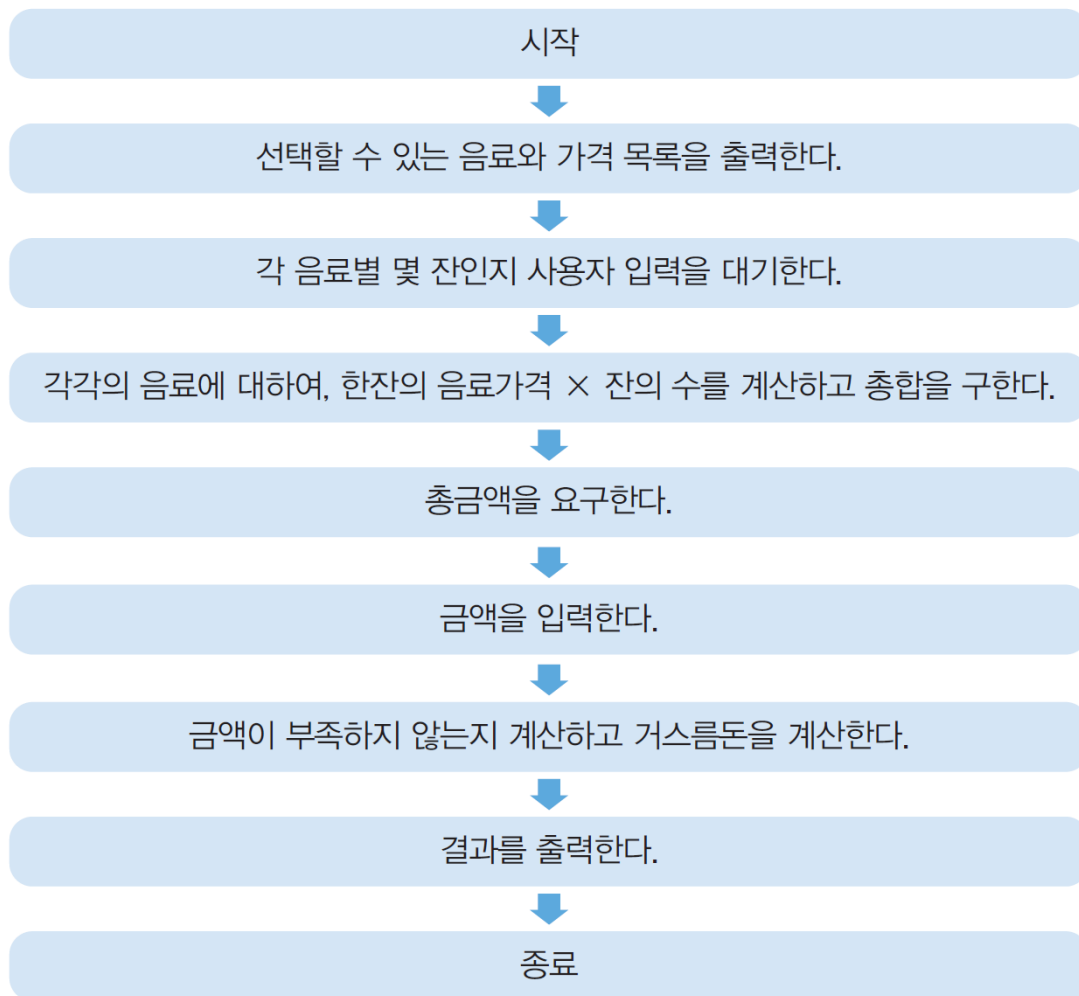 시작
선택할 수 있는 음료와 가격 목록을 출력한다.
각 음료별 몇 잔인지 사용자 입력을 대기한다.
각각의 음료에 대하여, 한잔의 음료가격 × 잔의 수를 계산하고 총합을 구한다.
총금액을 요구한다.
금액을 입력한다.
금액이 부족하지 않는지 계산하고 거스름돈을 계산한다.
결과를 출력한다.
종료